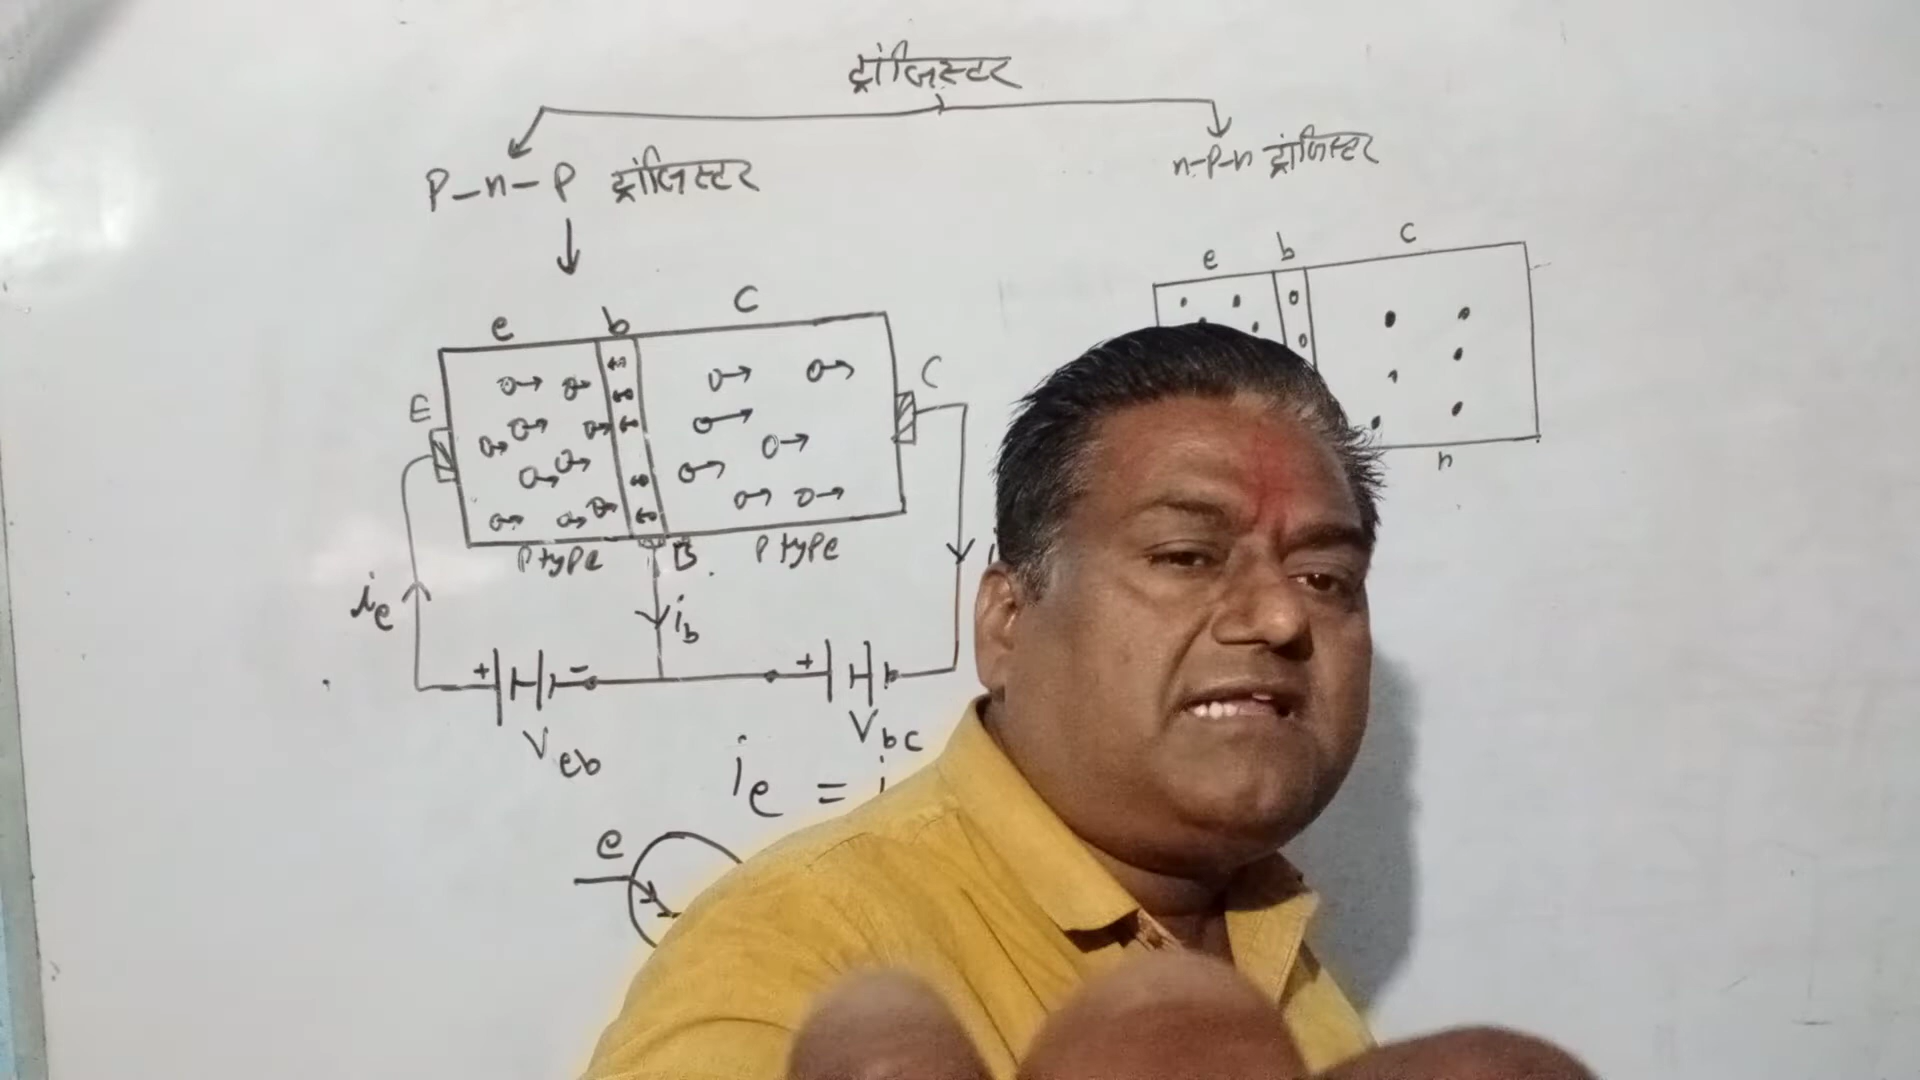 ट्रांजिस्टर
P-n-P ट्रांजिस्टर
n-p-n ट्रांजिस्टर
e b C
e b c
E
C
P type
B
P type
n
ie
ib
+ -
+
Veb
Vbc
ie = i
e